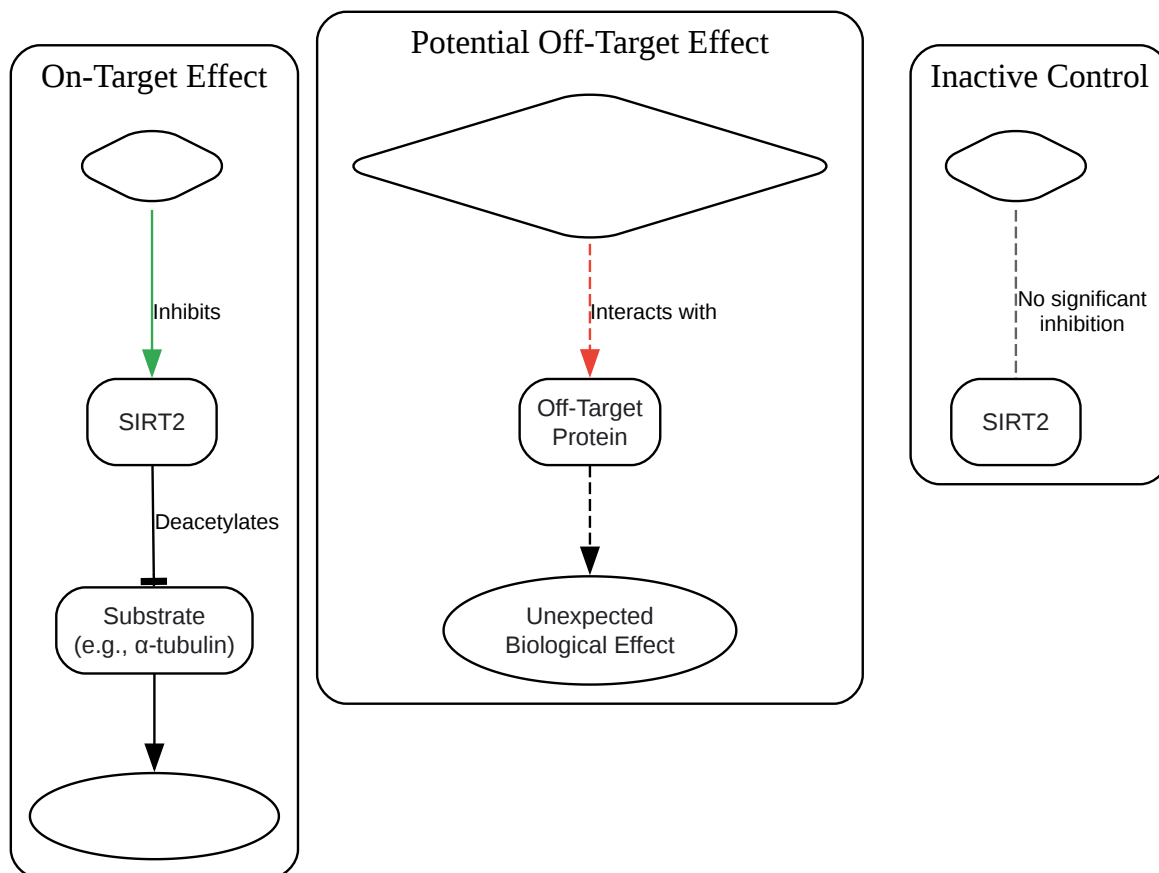 On-Target Effect
Inhibits
SIRT2
Deacetylates
Substrate
(e.g., α-tubulin)
Potential Off-Target Effect
Interacts with
Off-Target
Protein
Unexpected
Biological Effect
Inactive Control
No significant
inhibition
SIRT2